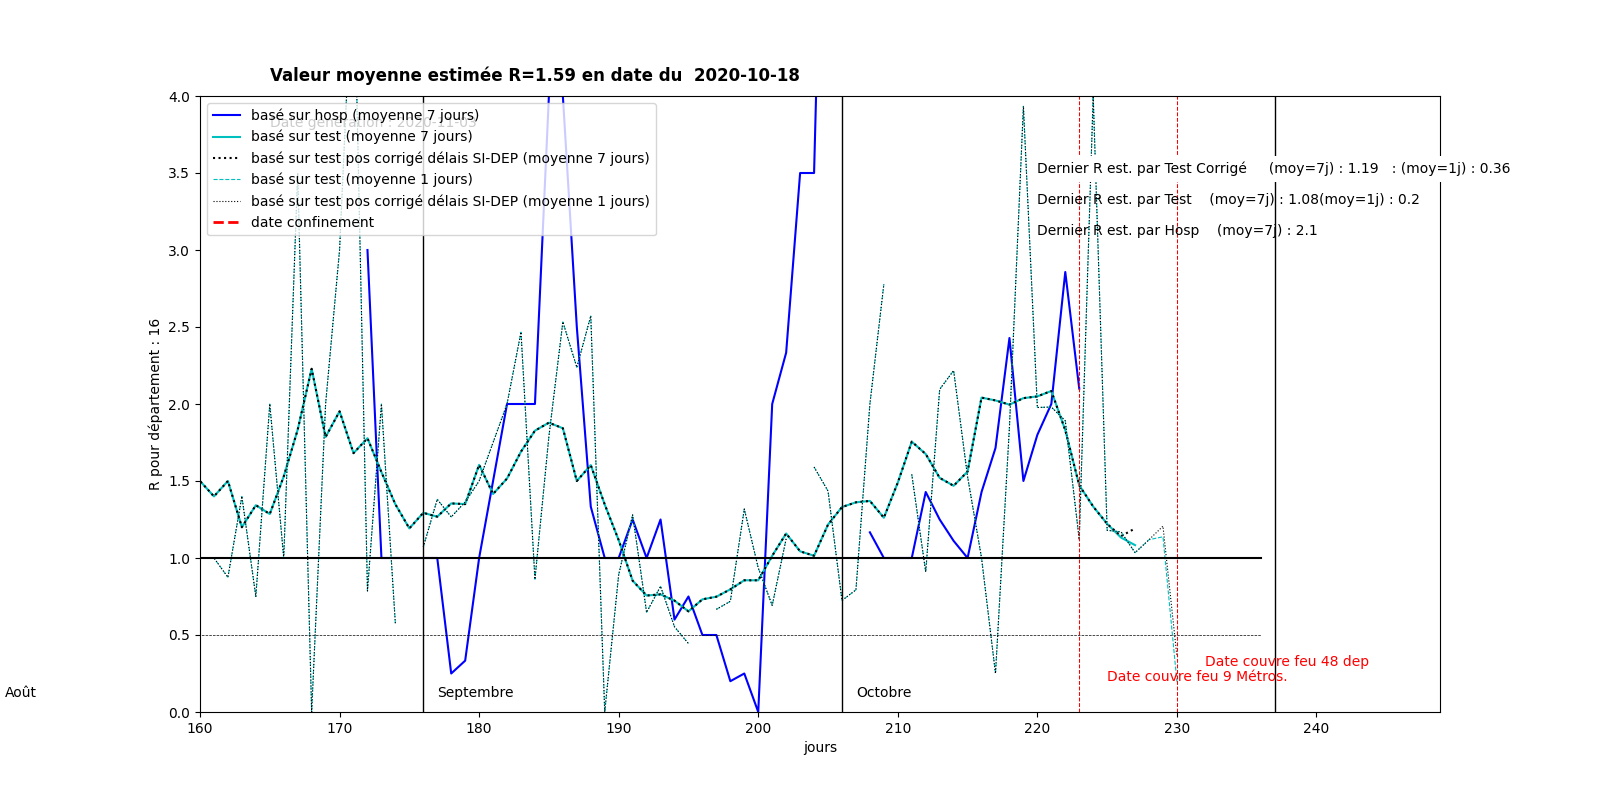 Valeur moyenne estimée R=1.59 en date du  2020-10-18
Date génération : 2020-11-03
basé sur hosp (moyenne 7 jours)
basé sur test (moyenne 7 jours)
basé sur test pos corrigé délais SI-DEP (moyenne 7 jours)
basé sur test (moyenne 1 jours)
basé sur test pos corrigé délais SI-DEP (moyenne 1 jours)
date confinement
Dernier R est. par Test Corrigé (moy=7j) : 1.19 : (moy=1j) : 0.36
Dernier R est. par Test (moy=7j) : 1.08(moy=1j) : 0.2
Dernier R est. par Hosp (moy=7j) : 2.1
R pour département : 16
4.0
3.5
3.0
2.5
2.0
1.5
1.0
0.5
0.0
Date couvre feu 48 dep
Date couvre feu 9 Métros.
Août
Septembre
Octobre
160 170 180 190 200 210 220 230 240
jours